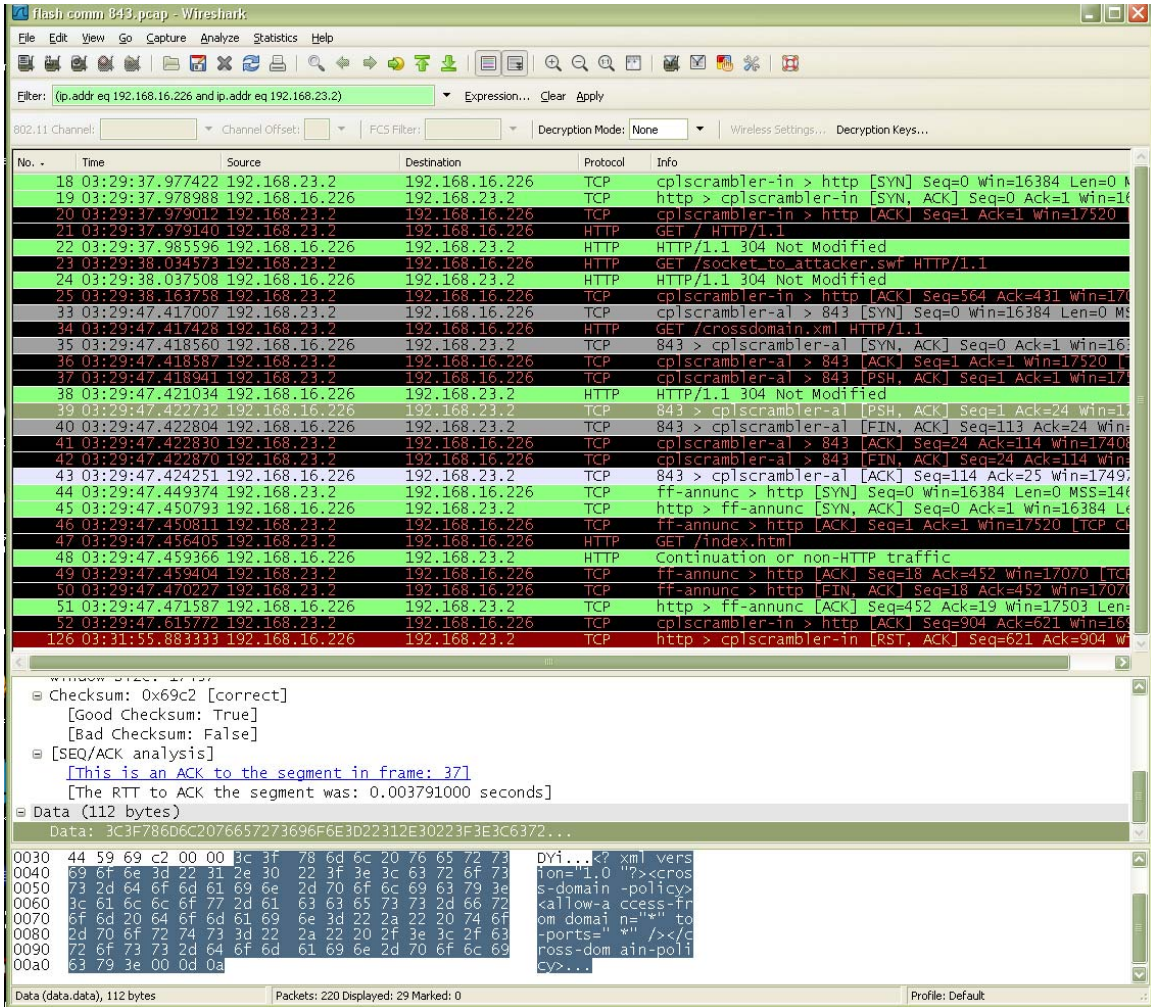 flash comm 843.pcap - Wireshark
File Edit View Go Capture Analyze Statistics Help
Filter: (ip.addr eq 192.168.16.226 and ip.addr eq 192.168.23.2) Expression... Clear Apply
802.11 Channel: Channel Offset: FCS Filter: Decryption Mode: None Wireless Settings... Decryption Keys...
No. Time Source Destination Protocol Info
18 03:29:37.977422 192.168.23.2 192.168.16.226 TCP cplscrambler-in > http [SYN] Seq=0 Win=16384 Len=0 M
19 03:29:37.978988 192.168.16.226 192.168.23.2 TCP http > cplscrambler-in [SYN, ACK] Seq=0 Ack=1 Win=16
20 03:29:37.979012 192.168.23.2 192.168.16.226 TCP cplscrambler-in > http [ACK] Seq=1 Ack=1 Win=17520 [
21 03:29:37.979140 192.168.23.2 192.168.16.226 HTTP GET / HTTP/1.1
22 03:29:37.985596 192.168.16.226 192.168.23.2 HTTP HTTP/1.1 304 Not Modified
23 03:29:38.034573 192.168.23.2 192.168.16.226 HTTP GET /socket_to_attacker.swf HTTP/1.1
24 03:29:38.037508 192.168.16.226 192.168.23.2 HTTP HTTP/1.1 304 Not Modified
25 03:29:38.163758 192.168.23.2 192.168.16.226 TCP cplscrambler-in > http [ACK] Seq=564 Ack=431 Win=170
33 03:29:47.417007 192.168.23.2 192.168.16.226 TCP cplscrambler-al > 843 [SYN] Seq=0 Win=16384 Len=0 MS
34 03:29:47.417428 192.168.23.2 192.168.16.226 HTTP GET /crossdomain.xml HTTP/1.1
35 03:29:47.418560 192.168.16.226 192.168.23.2 TCP 843 > cplscrambler-al [SYN, ACK] Seq=0 Ack=1 Win=163
36 03:29:47.418587 192.168.23.2 192.168.16.226 TCP cplscrambler-al > 843 [ACK] Seq=1 Ack=1 Win=17520 [T
37 03:29:47.418941 192.168.23.2 192.168.16.226 TCP cplscrambler-al > 843 [PSH, ACK] Seq=1 Ack=1 Win=175
38 03:29:47.421034 192.168.16.226 192.168.23.2 HTTP HTTP/1.1 304 Not Modified
39 03:29:47.422732 192.168.16.226 192.168.23.2 TCP 843 > cplscrambler-al [PSH, ACK] Seq=1 Ack=24 Win=17
40 03:29:47.422804 192.168.16.226 192.168.23.2 TCP 843 > cplscrambler-al [FIN, ACK] Seq=113 Ack=24 Win=
41 03:29:47.422830 192.168.23.2 192.168.16.226 TCP cplscrambler-al > 843 [ACK] Seq=24 Ack=114 Win=17408
42 03:29:47.422870 192.168.23.2 192.168.16.226 TCP cplscrambler-al > 843 [FIN, ACK] Seq=24 Ack=114 Win=
43 03:29:47.424251 192.168.16.226 192.168.23.2 TCP 843 > cplscrambler-al [ACK] Seq=114 Ack=25 Win=17497
44 03:29:47.449374 192.168.23.2 192.168.16.226 TCP ff-annunc > http [SYN] Seq=0 Win=16384 Len=0 MSS=146
45 03:29:47.450793 192.168.16.226 192.168.23.2 TCP http > ff-annunc [SYN, ACK] Seq=0 Ack=1 Win=16384 Le
46 03:29:47.450811 192.168.23.2 192.168.16.226 TCP ff-annunc > http [ACK] Seq=1 Ack=1 Win=17520 [TCP CH
47 03:29:47.456405 192.168.23.2 192.168.16.226 HTTP GET /index.html
48 03:29:47.459366 192.168.16.226 192.168.23.2 HTTP Continuation or non-HTTP traffic
49 03:29:47.459404 192.168.23.2 192.168.16.226 TCP ff-annunc > http [ACK] Seq=18 Ack=452 Win=17070 [TCP
50 03:29:47.470227 192.168.23.2 192.168.16.226 TCP ff-annunc > http [FIN, ACK] Seq=18 Ack=452 Win=17070
51 03:29:47.471587 192.168.16.226 192.168.23.2 TCP http > ff-annunc [ACK] Seq=452 Ack=19 Win=17503 Len=
52 03:29:47.615772 192.168.23.2 192.168.16.226 TCP cplscrambler-in > http [ACK] Seq=904 Ack=621 Win=169
126 03:31:55.883333 192.168.16.226 192.168.23.2 TCP http > cplscrambler-in [RST, ACK] Seq=621 Ack=904 W
Checksum: 0x69c2 [correct]
[Good Checksum: True]
[Bad Checksum: False]
[SEQ/ACK analysis]
[This is an ACK to the segment in frame: 37]
[The RTT to ACK the segment was: 0.003791000 seconds]
Data (112 bytes)
Data: 3C3F786D6C2076657273696F6E3D22312E30223F3E3C6372...
0030 44 59 69 c2 00 00 3c 3f 78 6d 6c 20 76 65 72 73 DYi...<? xml vers
0040 69 6f 6e 3d 22 31 2e 30 22 3f 3e 3c 63 72 6f 73 ion="1.0 "?><cros
0050 73 2d 64 6f 6d 61 69 6e 2d 70 6f 6c 69 63 79 3e s-domain -policy>
0060 3c 61 6c 6c 6f 77 2d 61 63 63 65 73 73 2d 66 72 <allow-a ccess-fr
0070 6f 6d 20 64 6f 6d 61 69 6e 3d 22 2a 22 20 74 6f om domai n="*" to
0080 2d 70 6f 72 74 73 3d 22 2a 22 20 2f 3e 3c 2f 63 -ports=" *" /></c
0090 72 6f 73 73 2d 64 6f 6d 61 69 6e 2d 70 6f 6c 69 ross-dom ain-poli
00a0 63 79 3e 00 0d 0a cy>...
Data (data.data), 112 bytes Packets: 220 Displayed: 29 Marked: 0 Profile: Default